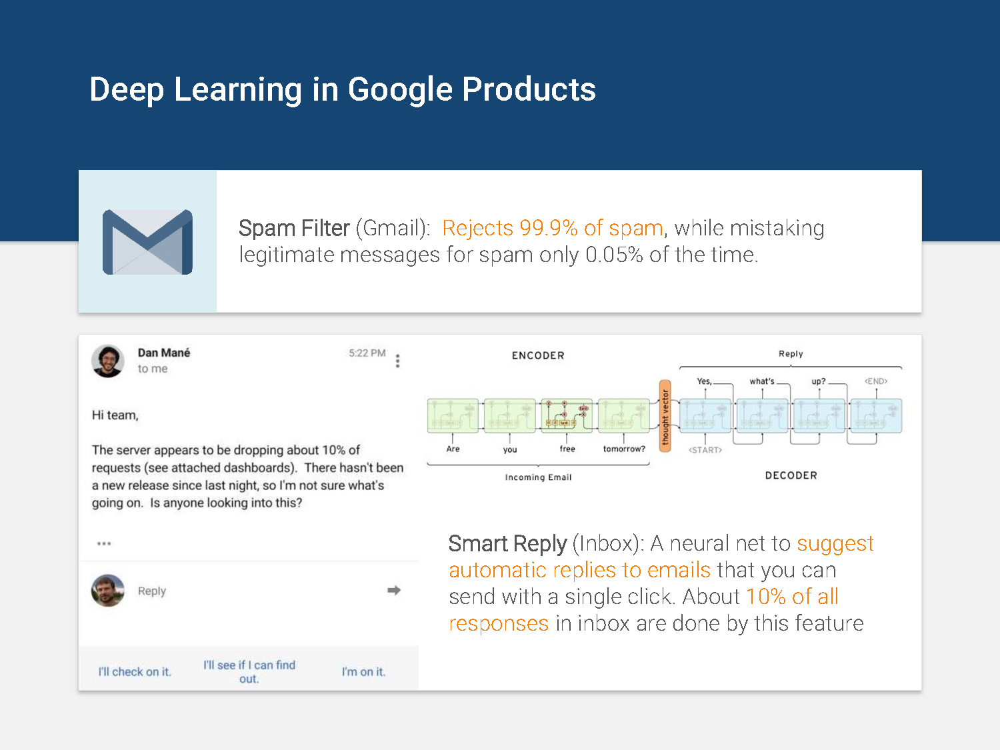 Deep Learning in Google Products
Spam Filter (Gmail): Rejects 99.9% of spam, while mistaking
legitimate messages for spam only 0.05% of the time.
Dan Mané
5:22 PM
to me
Hi team,
The server appears to be dropping about 10% of
requests (see attached dashboards). There hasn't been
a new release since last night, so I'm not sure what's
going on. Is anyone looking into this?
...
Reply
I'll check on it.
I'll see if I can find
out.
I'm on it.
ENCODER
Reply
Yes, what's up? <END>
thought vector
Are you free tomorrow?
<START>
Incoming Email
DECODER
Smart Reply (Inbox): A neural net to suggest
automatic replies to emails that you can
send with a single click. About 10% of all
responses in inbox are done by this feature